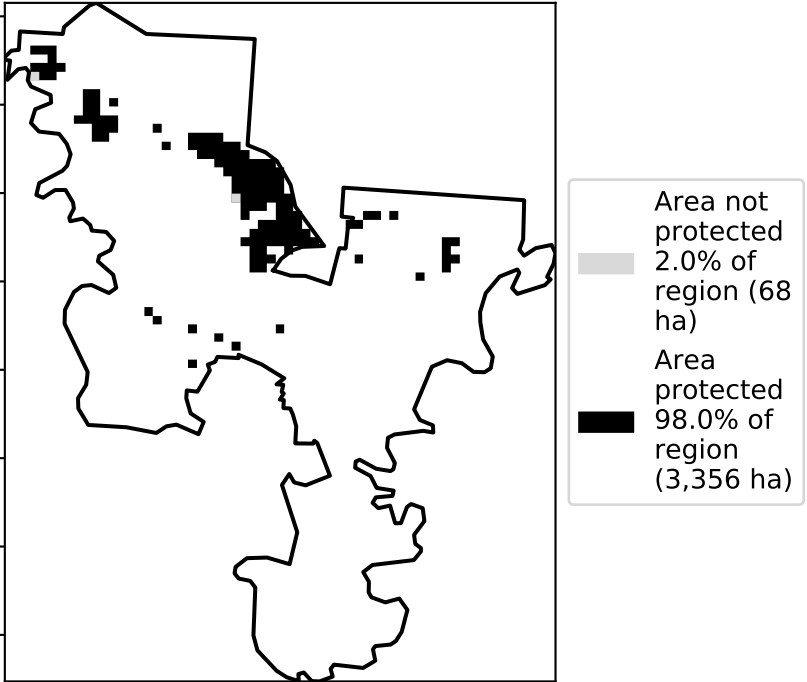 Area not
protected
2.0% of
region (68
ha)
Area
protected
98.0% of
region
(3,356 ha)